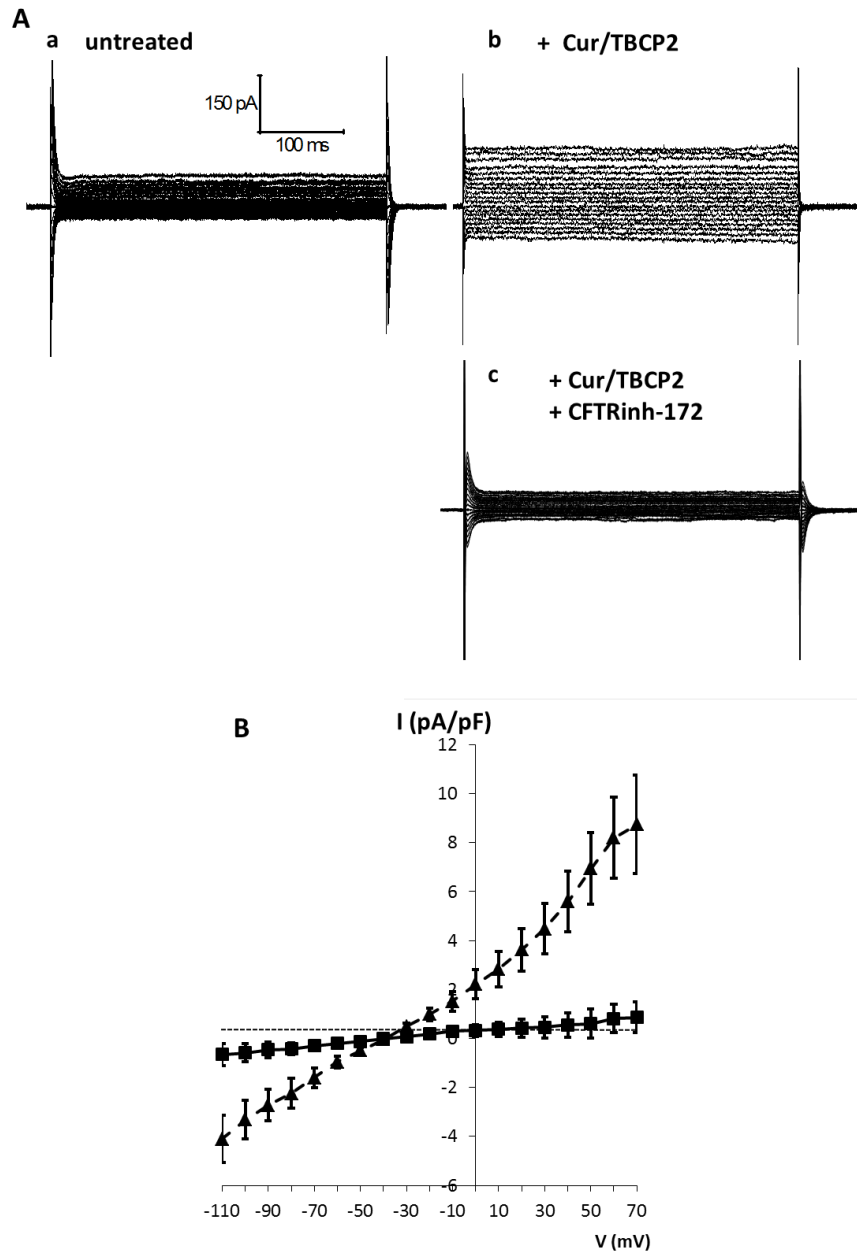 A
a untreated
b + Cur/TBCP2
150 pA
100 ms
c + Cur/TBCP2
+ CFTRinh-172
B
I (pA/pF)
12
10
8
6
4
2
0
-2
-4
-6
-110 -90 -70 -50 -30 -10 10 30 50 70
V (mV)